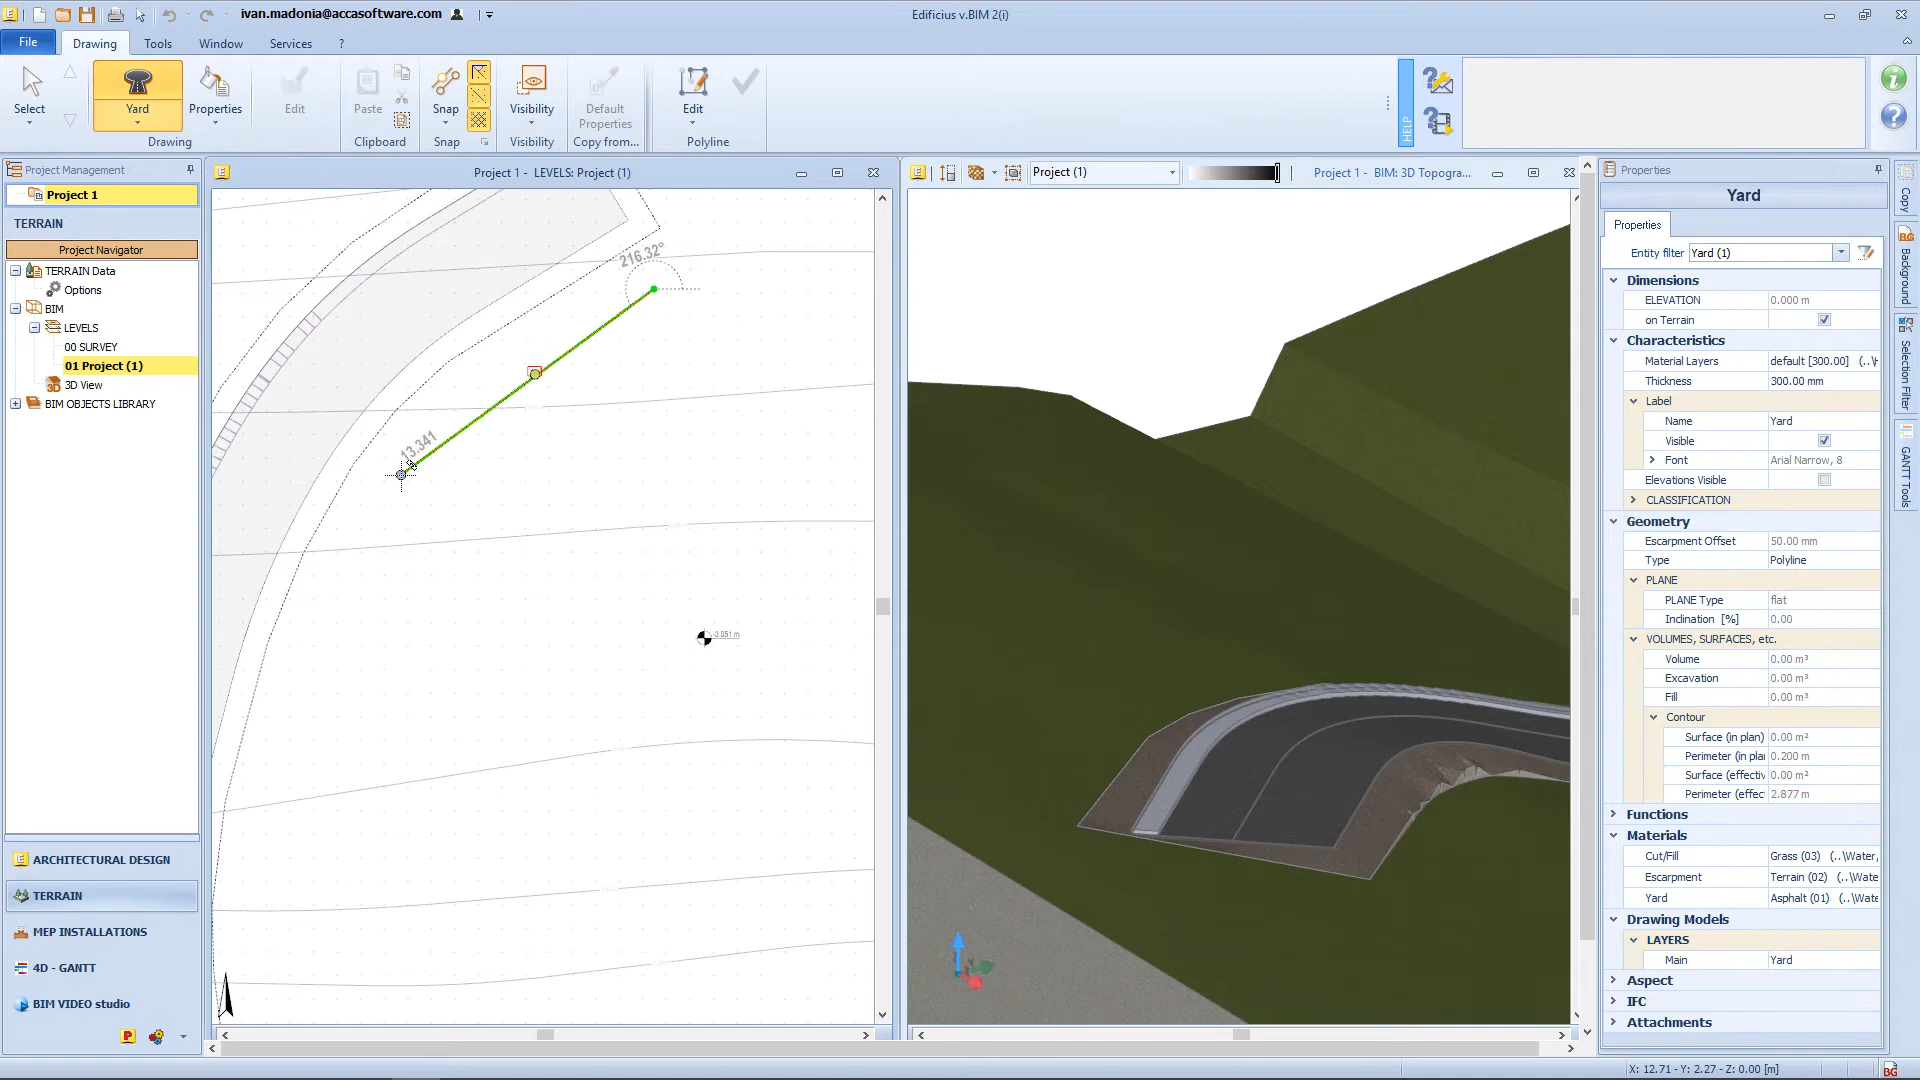 ivan.madonia@accasoftware.com
Edificius v.BIM 2(i)
File
Drawing
Tools
Window
Services
?
Select
Yard
Properties
Edit
Paste
Snap
Visibility
Default
Properties
Edit
Drawing
Clipboard
Snap
Visibility
Copy from...
Polyline
HELP
Project Management
Project 1
TERRAIN
Project Navigator
TERRAIN Data
Options
BIM
LEVELS
00 SURVEY
01 Project (1)
3D View
BIM OBJECTS LIBRARY
ARCHITECTURAL DESIGN
TERRAIN
MEP INSTALLATIONS
4D - GANTT
BIM VIDEO studio
Project 1 - LEVELS: Project (1)
216.32°
13.341
3.051 m
Project (1)
Project 1 - BIM: 3D Topogra...
Properties
Yard
Properties
Entity filter Yard (1)
Dimensions
ELEVATION 0.000 m
on Terrain
Characteristics
Material Layers default [300.00] (..\
Thickness 300.00 mm
Label
Name Yard
Visible
Font Arial Narrow, 8
Elevations Visible
CLASSIFICATION
Geometry
Escarpment Offset 50.00 mm
Type Polyline
PLANE
PLANE Type flat
Inclination [%] 0.00
VOLUMES, SURFACES, etc.
Volume 0.00 m³
Excavation 0.00 m³
Fill 0.00 m³
Contour
Surface (in plan) 0.00 m²
Perimeter (in plan 0.200 m
Surface (effectiv 0.00 m²
Perimeter (effec 2.877 m
Functions
Materials
Cut/Fill Grass (03) (..\Water,
Escarpment Terrain (02) (..\Wate
Yard Asphalt (01) (..\Wate
Drawing Models
LAYERS
Main Yard
Aspect
IFC
Attachments
Copy
Background
Selection Filter
GANTT Tools
X: 12.71 - Y: 2.27 - Z: 0.00 [m]